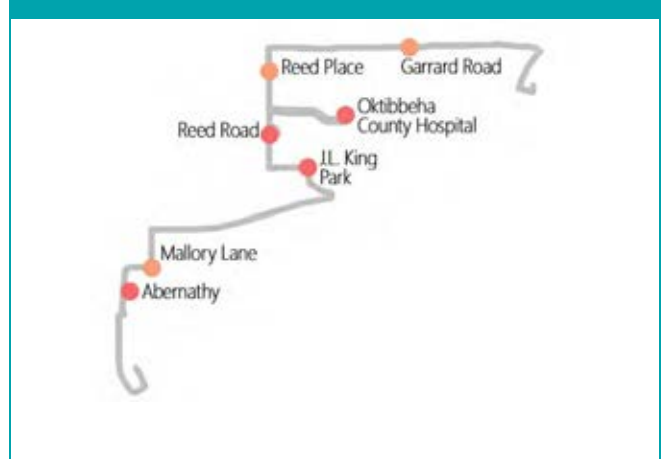 Reed Place
Garrard Road
Oktibbeha
County Hospital
Reed Road
J.L. King
Park
Mallory Lane
Abernathy